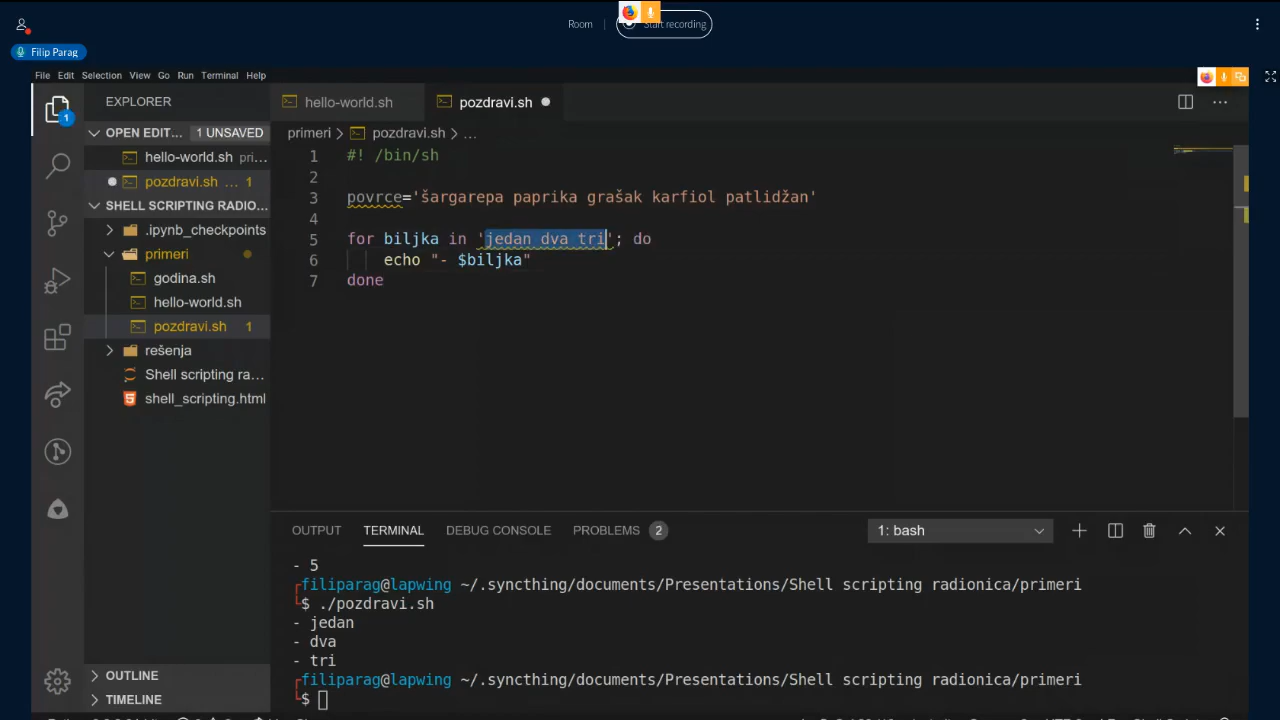 Room
Start recording
Filip Parag
File Edit Selection View Go Run Terminal Help
EXPLORER
hello-world.sh
pozdravi.sh
OPEN EDIT... 1 UNSAVED
primeri
pozdravi.sh
...
hello-world.sh pri...
pozdravi.sh ... 1
SHELL SCRIPTING RADIO...
.ipynb_checkpoints
primeri
godina.sh
hello-world.sh
pozdravi.sh 1
rešenja
Shell scripting ra...
shell_scripting.html
OUTLINE
TIMELINE
1 #! /bin/sh
2
3 povrce='šargarepa paprika grašak karfiol patlidžan'
4
5 for biljka in 'jedan dva tri'; do
6 echo "- $biljka"
7 done
OUTPUT TERMINAL DEBUG CONSOLE PROBLEMS 2
1: bash
- 5
filiparag@lapwing ~/.syncthing/documents/Presentations/Shell scripting radionica/primeri
$ ./pozdravi.sh
- jedan
- dva
- tri
filiparag@lapwing ~/.syncthing/documents/Presentations/Shell scripting radionica/primeri
$